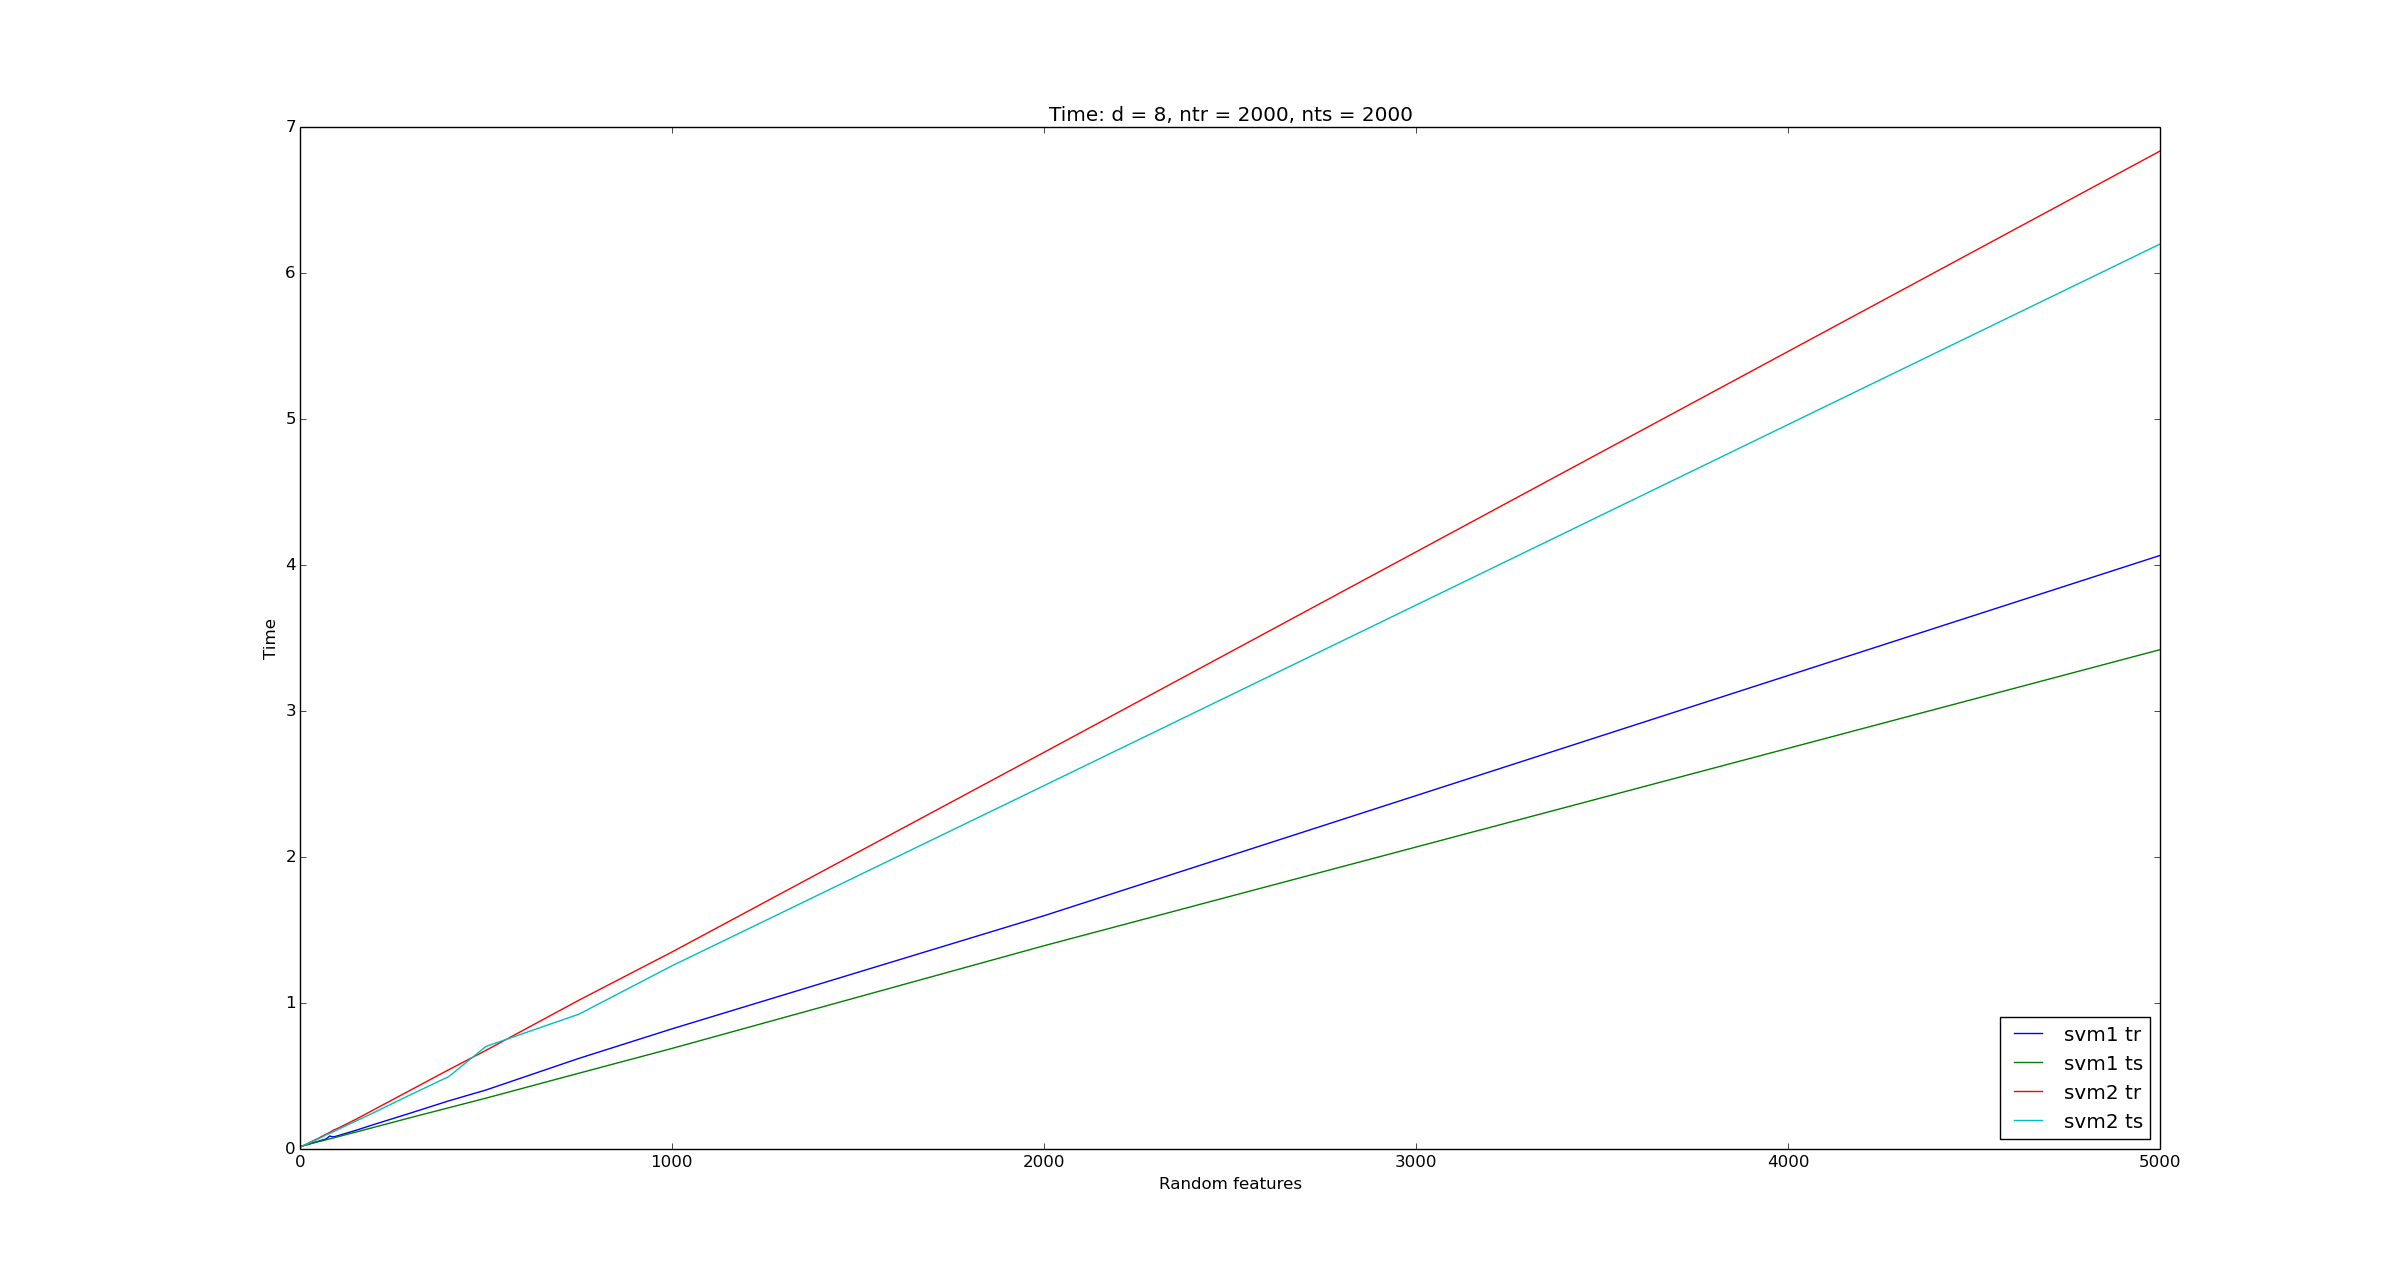 Time: d = 8, ntr = 2000, nts = 2000
7
6
5
4
3
2
1
0
Time
0 1000 2000 3000 4000 5000
Random features
svm1 tr
svm1 ts
svm2 tr
svm2 ts